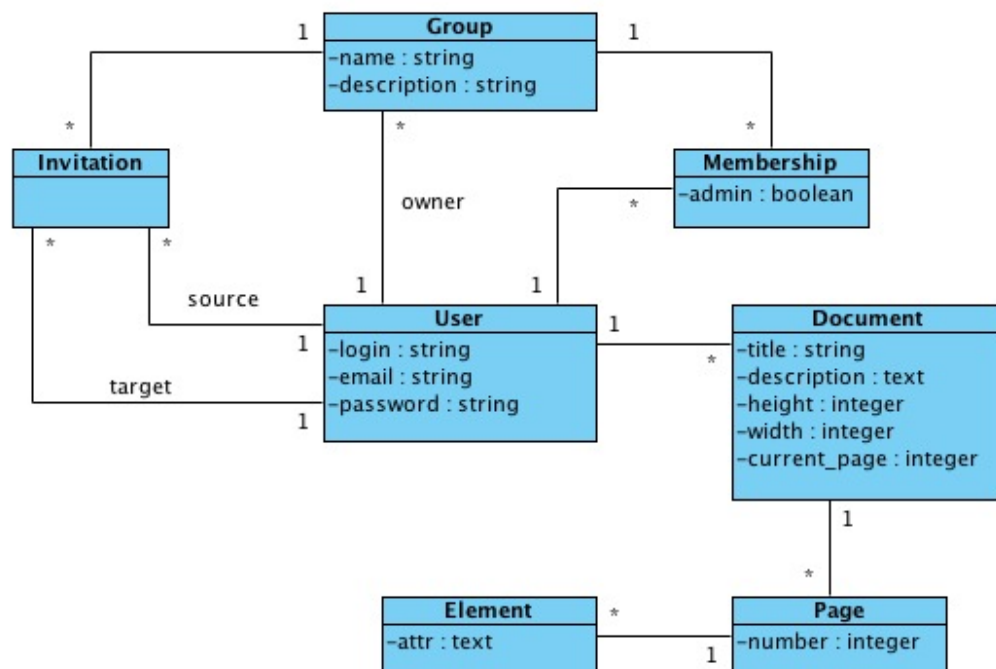 Group
1
1
-name : string
-description : string
*
*
*
Invitation
Membership
-admin : boolean
owner
*
*
*
source
1
1
User
1
Document
1
-login : string
-title : string
*
-email : string
-description : text
target
-password : string
-height : integer
1
-width : integer
-current_page : integer
1
*
Element
*
Page
-attr : text
1
-number : integer